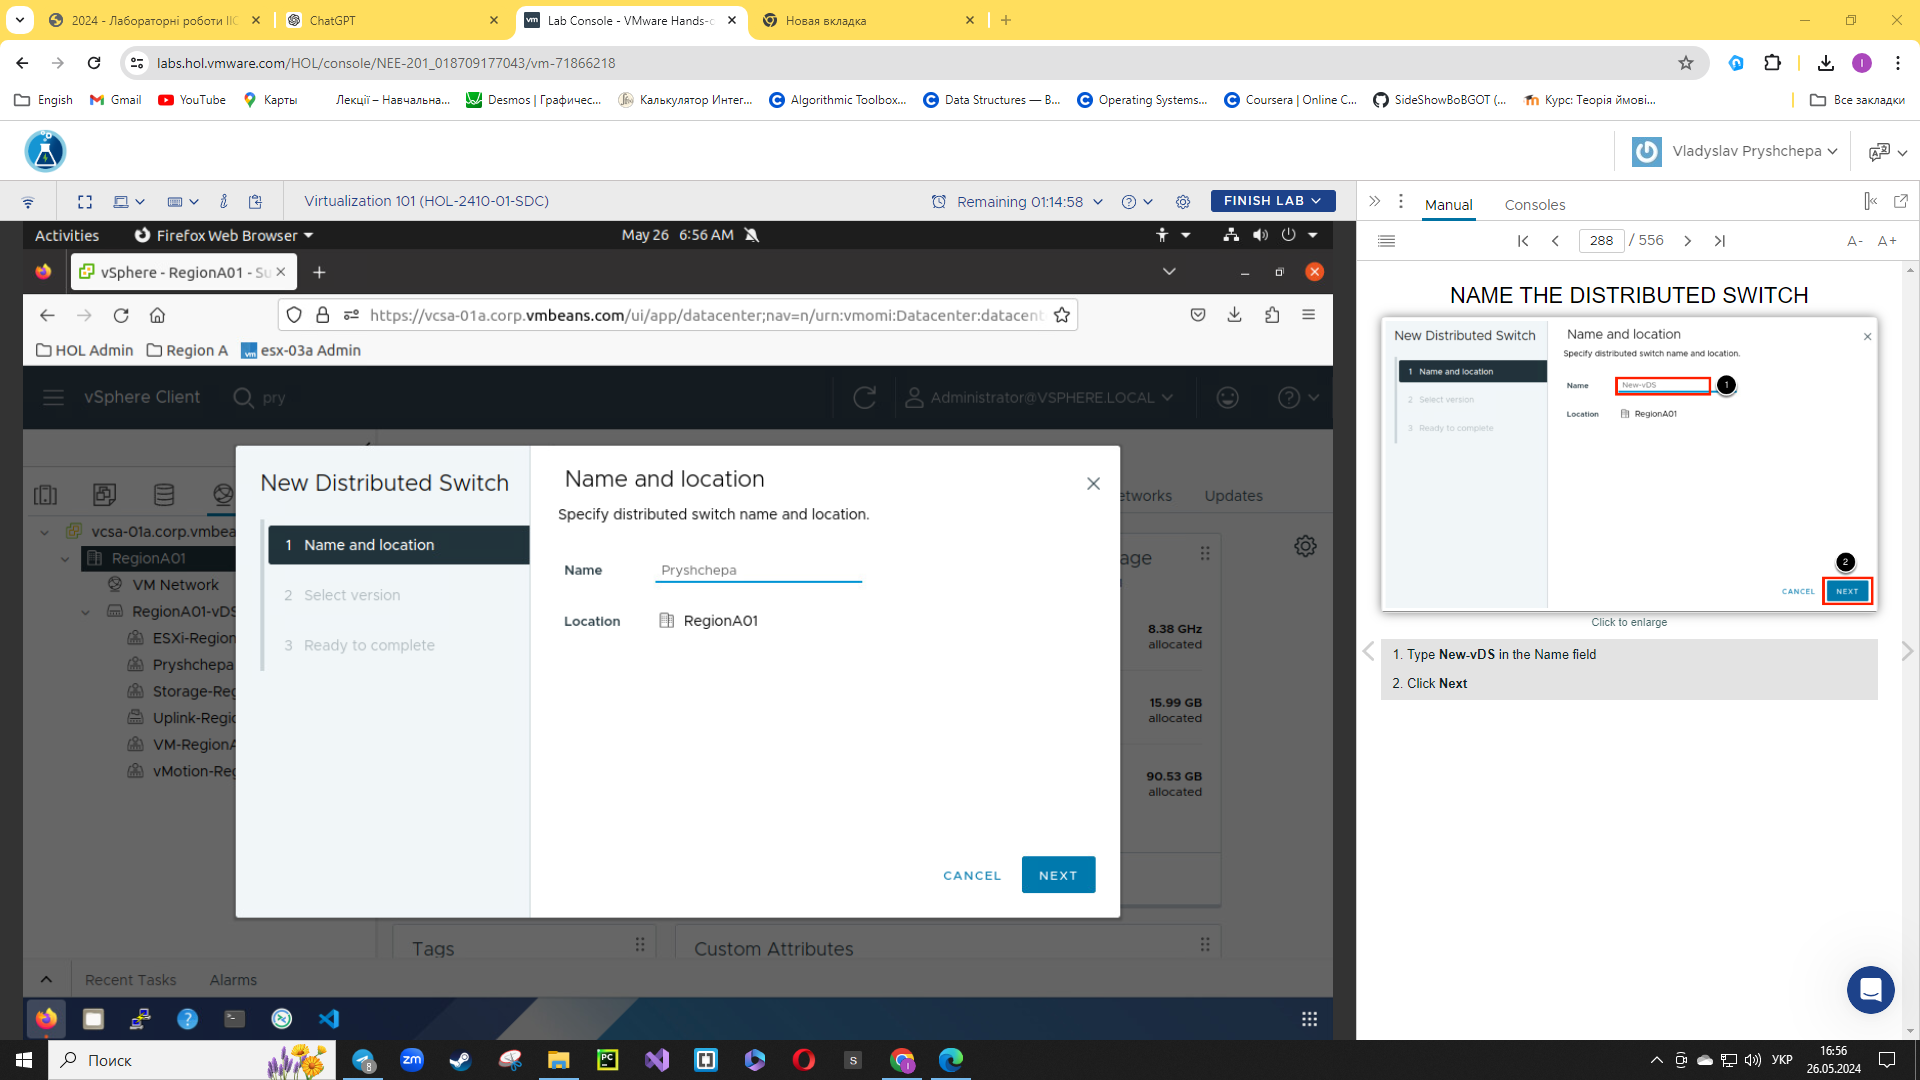 2024 - Лабораторні роботи ІІС
ChatGPT
Lab Console - VMware Hands-o
Новая вкладка
labs.hol.vmware.com/HOL/console/NEE-201_018709177043/vm-71866218
Engish
Gmail
YouTube
Карты
Лекції – Навчальна...
Desmos | Графичес...
Калькулятор Интег...
Algorithmic Toolbox...
Data Structures — B...
Operating Systems...
Coursera | Online C...
SideShowBoBGOT (...
Курс: Теорія ймові...
Все закладки
Vladyslav Pryshchepa
Virtualization 101 (HOL-2410-01-SDC)
Remaining 01:14:58
FINISH LAB
Manual
Consoles
288 / 556
A-
A+
Activities
Firefox Web Browser
May 26 6:56 AM
vSphere - RegionA01 - Su
https://vcsa-01a.corp.vmbeans.com/ui/app/datacenter;nav=n/urn:vmomi:Datacenter:datacent
HOL Admin
Region A
esx-03a Admin
vSphere Client
pry
Administrator@VSPHERE.LOCAL
etworks
Updates
vcsa-01a.corp.vmbea
RegionA01
VM Network
RegionA01-vDS
ESXi-Region
Pryshchepa
Storage-Reg
Uplink-Regio
VM-RegionA
vMotion-Reg
New Distributed Switch
1 Name and location
2 Select version
3 Ready to complete
Name and location
Specify distributed switch name and location.
Name
Pryshchepa
Location
RegionA01
CANCEL
NEXT
age
8.38 GHz
allocated
15.99 GB
allocated
90.53 GB
allocated
Tags
Custom Attributes
Recent Tasks
Alarms
NAME THE DISTRIBUTED SWITCH
New Distributed Switch
1 Name and location
2 Select version
3 Ready to complete
Name and location
Specify distributed switch name and location.
Name
New-vDS
1
Location
RegionA01
2
CANCEL
NEXT
Click to enlarge
1. Type New-vDS in the Name field
2. Click Next
Поиск
8
zm
PC
S
УКР
16:56
26.05.2024